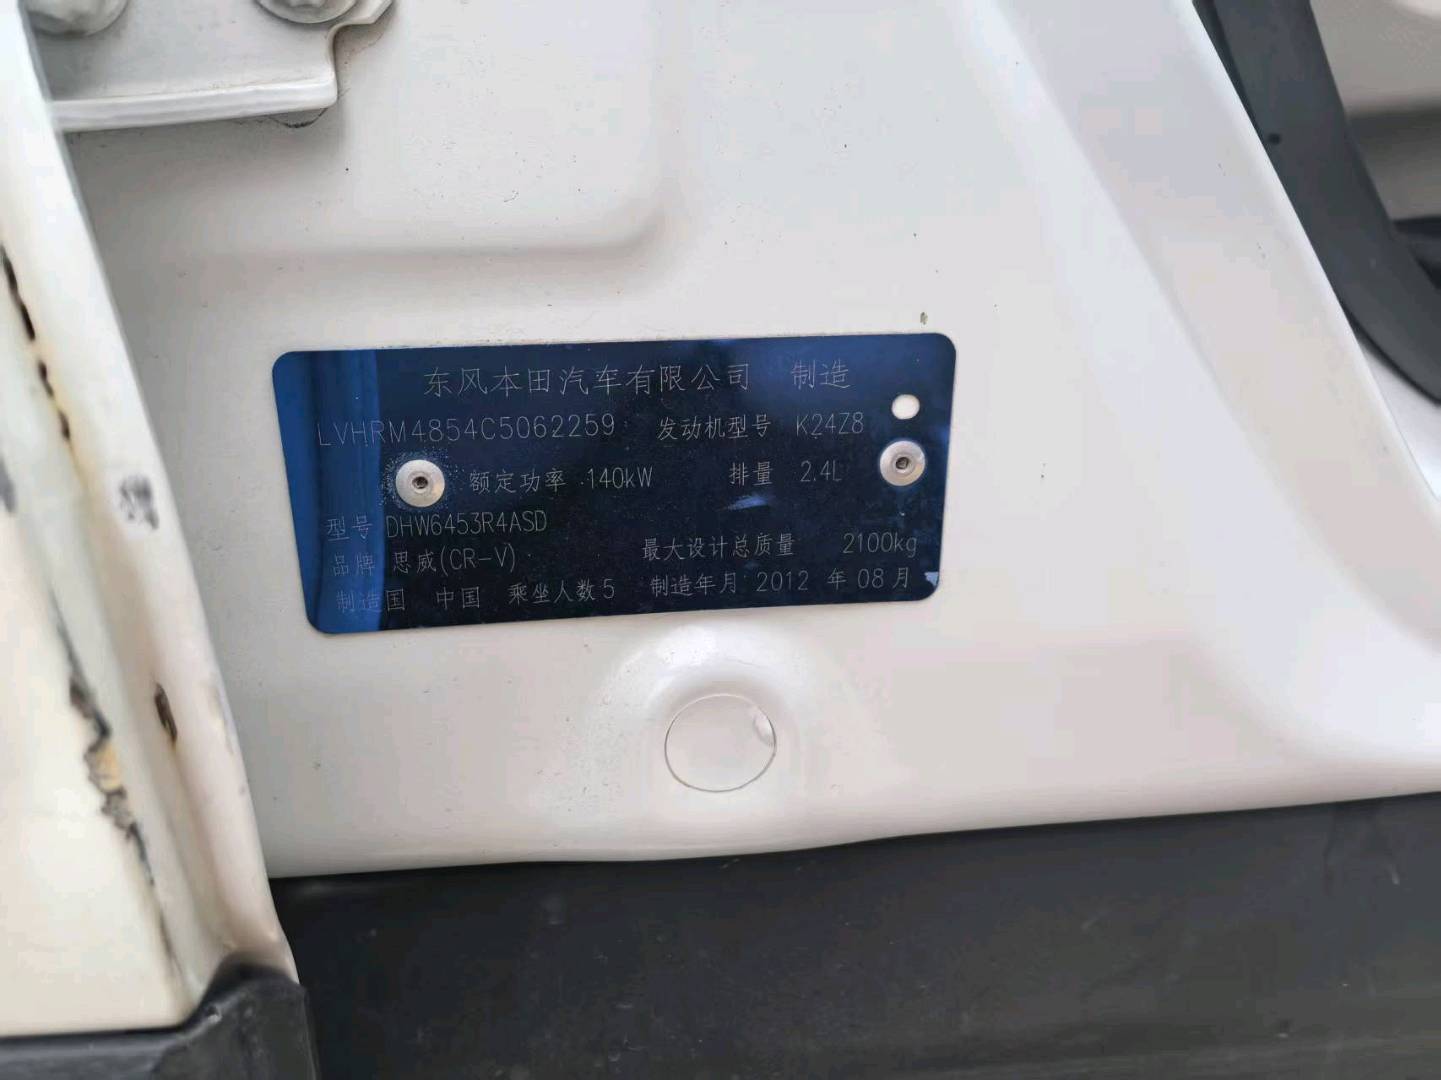 东风本田汽车有限公司 制造
LVHRM4854C5062259 发动机型号 K24Z8
额定功率 140kW 排量 2.4L
型号 DHW6453R4ASD
品牌 思威(CR-V) 最大设计总质量 2100kg
制造国 中国 乘坐人数 5 制造年月 2012 年 08 月